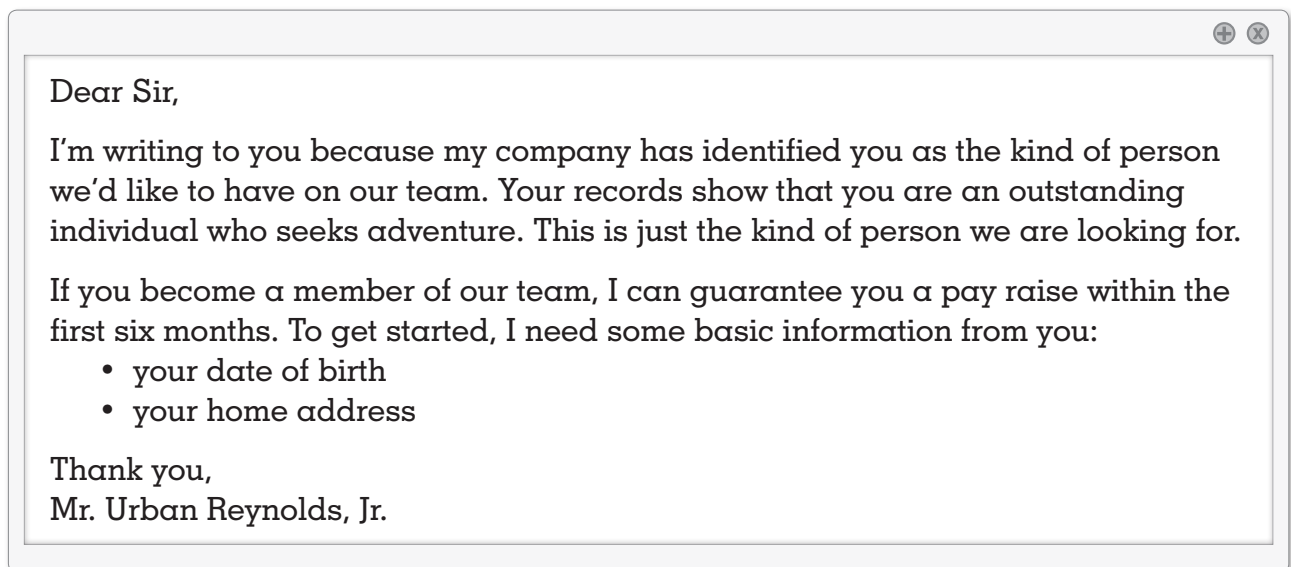 Dear Sir,
I’m writing to you because my company has identified you as the kind of person
we’d like to have on our team. Your records show that you are an outstanding
individual who seeks adventure. This is just the kind of person we are looking for.
If you become a member of our team, I can guarantee you a pay raise within the
first six months. To get started, I need some basic information from you:
• your date of birth
• your home address
Thank you,
Mr. Urban Reynolds, Jr.